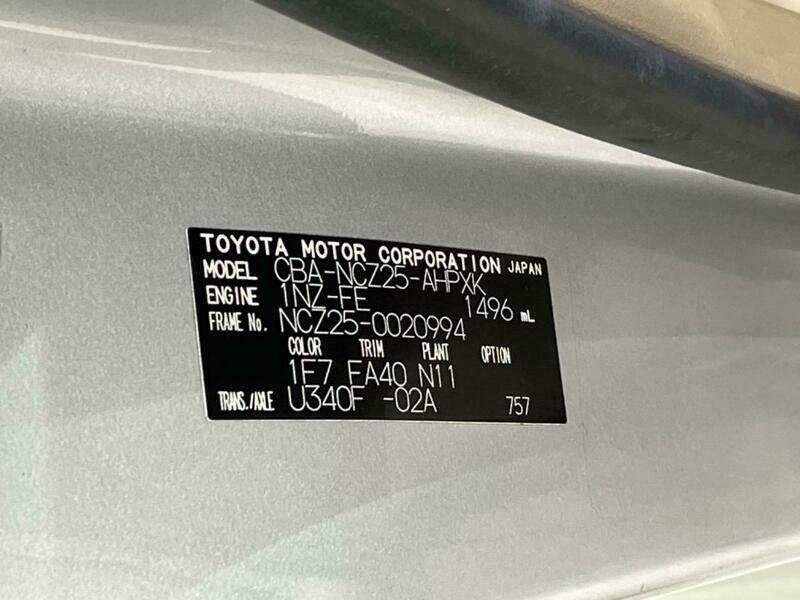 TOYOTA MOTOR CORPORATION JAPAN
MODEL CBA-NCZ25-AHPXK
ENGINE 1NZ-FE 1496 mL
FRAME No. NCZ25-0020994
COLOR TRIM PLANT OPTION
1F7 FA40 N11
TRANS./AXLE U340F -02A 757